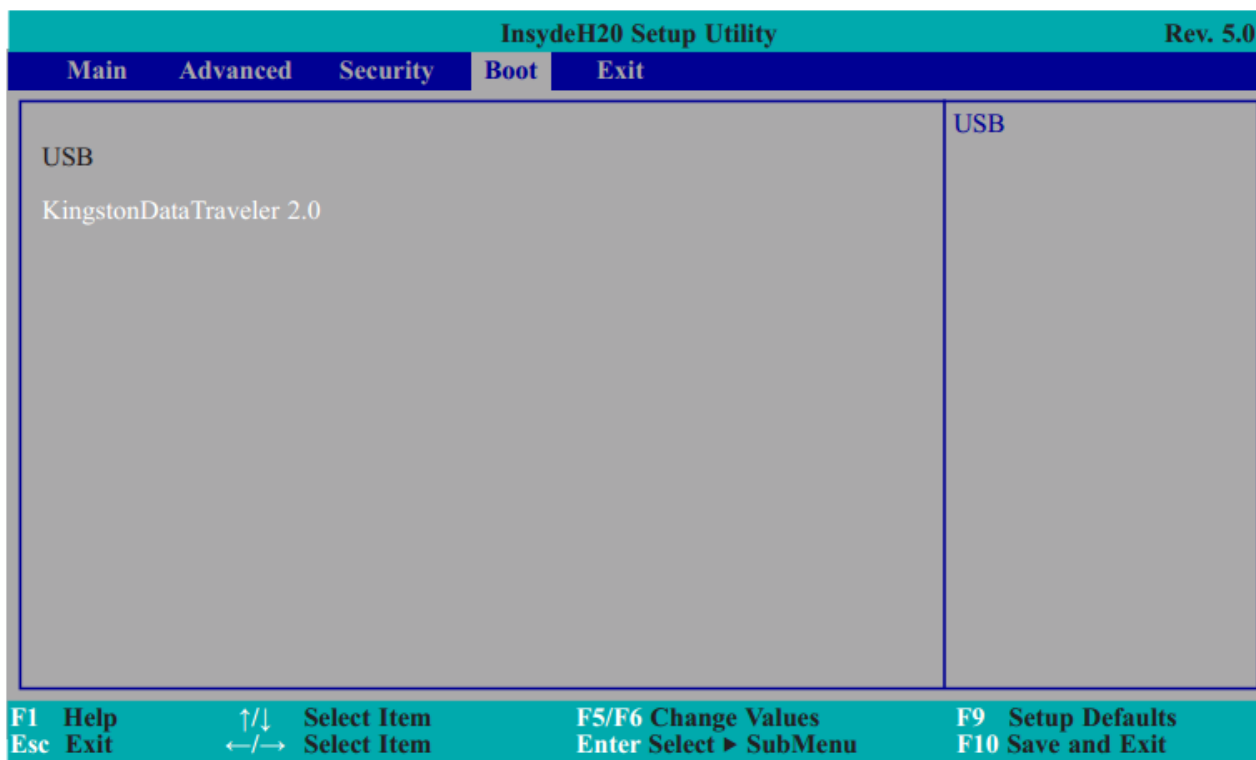 InsydeH20 Setup Utility Rev. 5.0
Main Advanced Security Boot Exit
USB
KingstonDataTraveler 2.0
USB
F1 Help ↑/↓ Select Item F5/F6 Change Values F9 Setup Defaults
Esc Exit ←/→ Select Item Enter Select ▶ SubMenu F10 Save and Exit